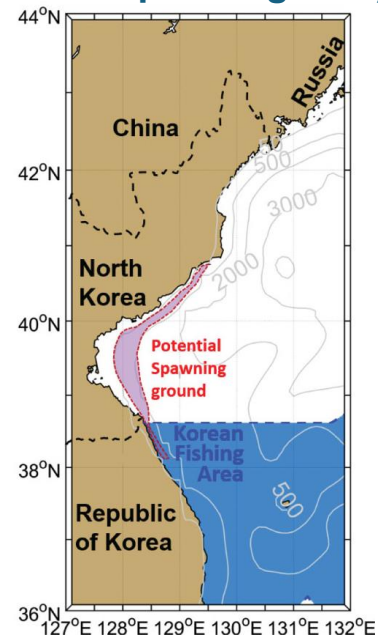 44°N
Russia
China
500
42°N
3000
North
Korea
2000
40°N
Potential
Spawning
ground
Korean
Fishing
Area
38°N
500
Republic
of Korea
36°N
127°E 128°E 129°E 130°E 131°E 132°E